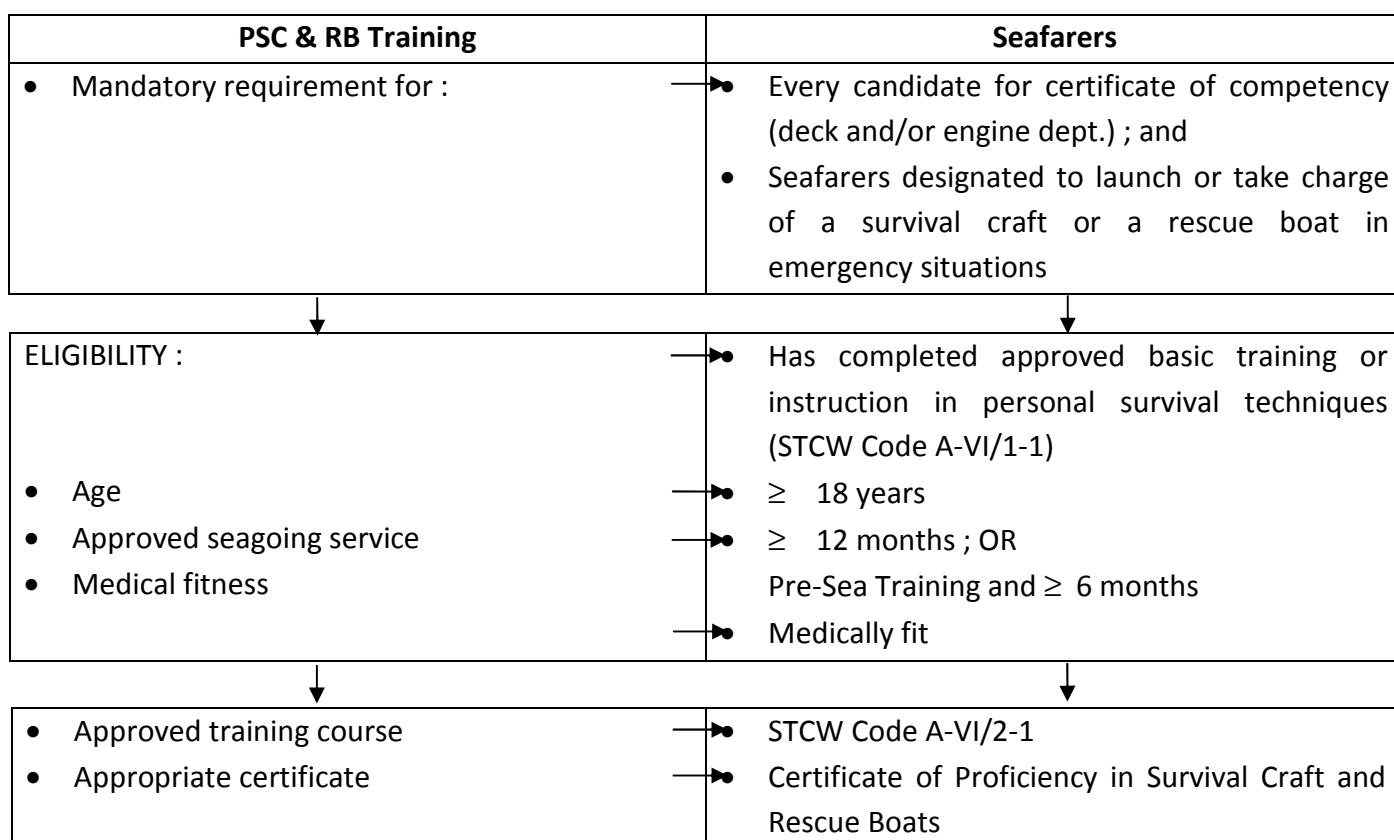 PSC & RB Training
Seafarers
• Mandatory requirement for :
• Every candidate for certificate of competency
(deck and/or engine dept.) ; and
• Seafarers designated to launch or take charge
of a survival craft or a rescue boat in
emergency situations
ELIGIBILITY :
• Has completed approved basic training or
instruction in personal survival techniques
(STCW Code A-VI/1-1)
• Age
• ≥ 18 years
• Approved seagoing service
• ≥ 12 months ; OR
• Medical fitness
Pre-Sea Training and ≥ 6 months
• Medically fit
• Approved training course
• STCW Code A-VI/2-1
• Appropriate certificate
• Certificate of Proficiency in Survival Craft and
Rescue Boats